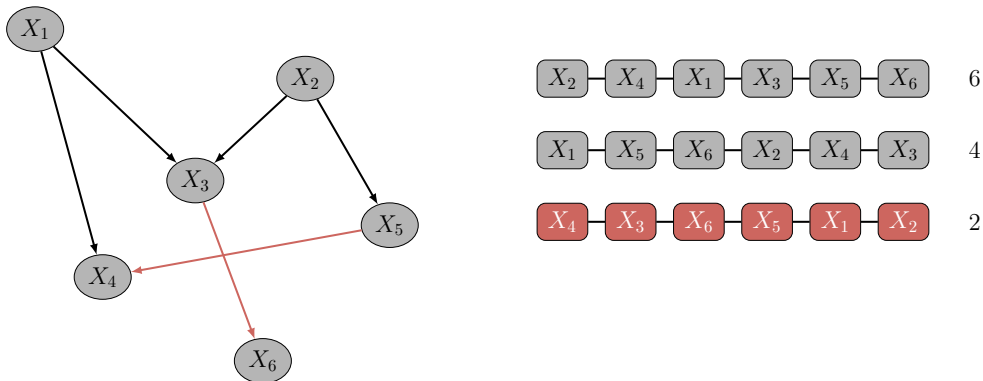 X₁
X₂
X₃
X₅
X₄
X₆
X₂ X₄ X₁ X₃ X₅ X₆ 6
X₁ X₅ X₆ X₂ X₄ X₃ 4
X₄ X₃ X₆ X₅ X₁ X₂ 2